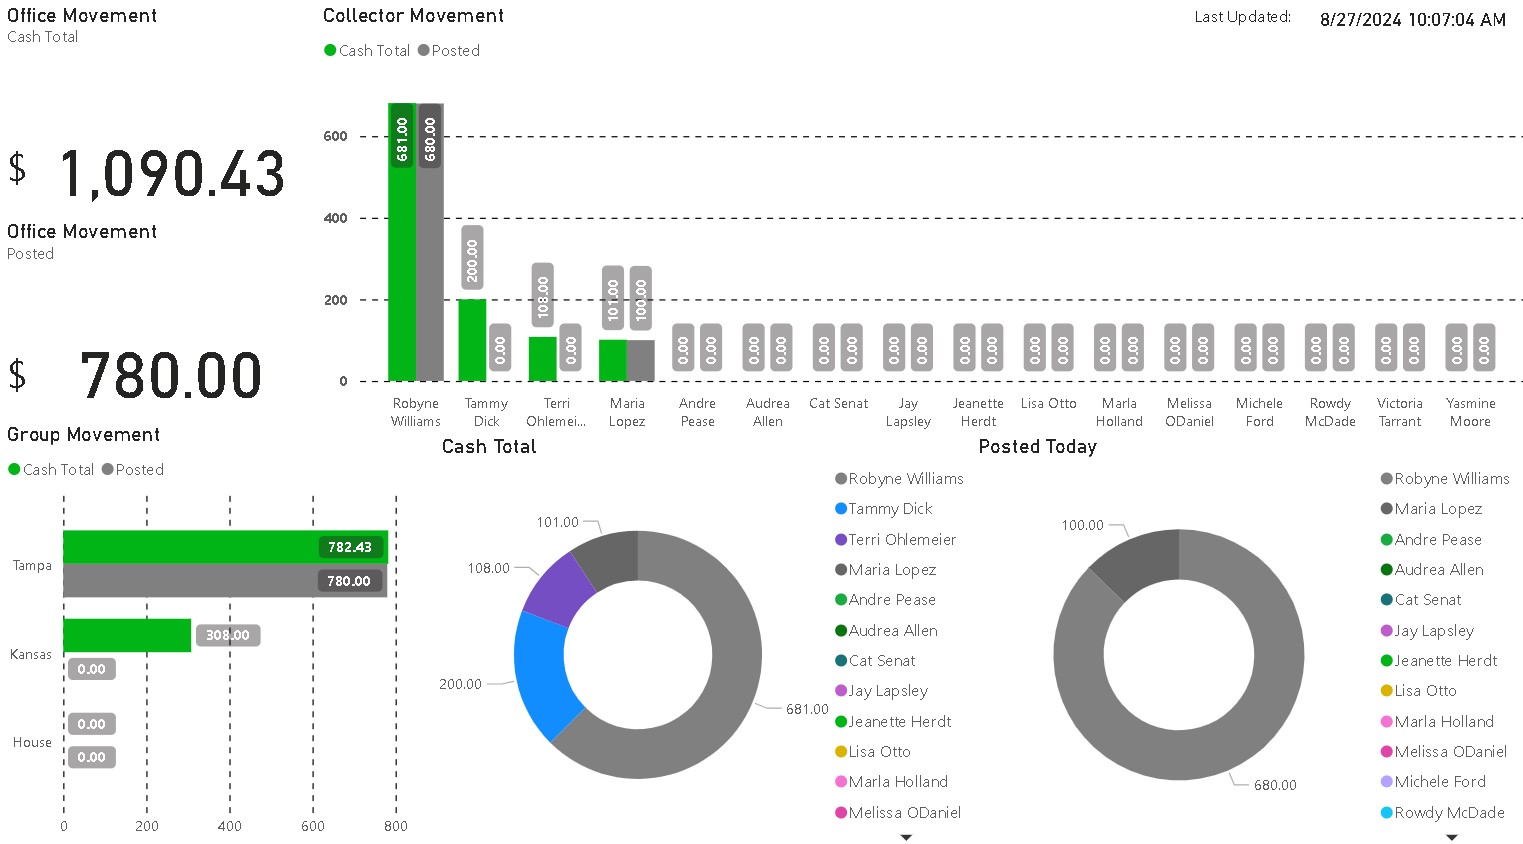 Office Movement
Cash Total
$ 1,090.43
Office Movement
Posted
$ 780.00
Collector Movement
Cash Total Posted
Last Updated: 8/27/2024 10:07:04 AM
600
400
200
0
681.00 680.00
200.00 0.00
108.00 0.00
101.00 100.00
0.00 0.00
0.00 0.00
0.00 0.00
0.00 0.00
0.00 0.00
0.00 0.00
0.00 0.00
0.00 0.00
0.00 0.00
0.00 0.00
0.00 0.00
0.00 0.00
Robyne
Williams
Tammy
Dick
Terri
Ohlemei...
Maria
Lopez
Andre
Pease
Audrea
Allen
Cat Senat
Jay
Lapsley
Jeanette
Herdt
Lisa Otto
Marla
Holland
Melissa
ODaniel
Michele
Ford
Rowdy
McDade
Victoria
Tarrant
Yasmine
Moore
Group Movement
Cash Total Posted
Tampa
782.43
780.00
Kansas
308.00
0.00
House
0.00
0.00
0 200 400 600 800
Cash Total
101.00
108.00
200.00
681.00
Robyne Williams
Tammy Dick
Terri Ohlemeier
Maria Lopez
Andre Pease
Audrea Allen
Cat Senat
Jay Lapsley
Jeanette Herdt
Lisa Otto
Marla Holland
Melissa ODaniel
Posted Today
100.00
680.00
Robyne Williams
Maria Lopez
Andre Pease
Audrea Allen
Cat Senat
Jay Lapsley
Jeanette Herdt
Lisa Otto
Marla Holland
Melissa ODaniel
Michele Ford
Rowdy McDade